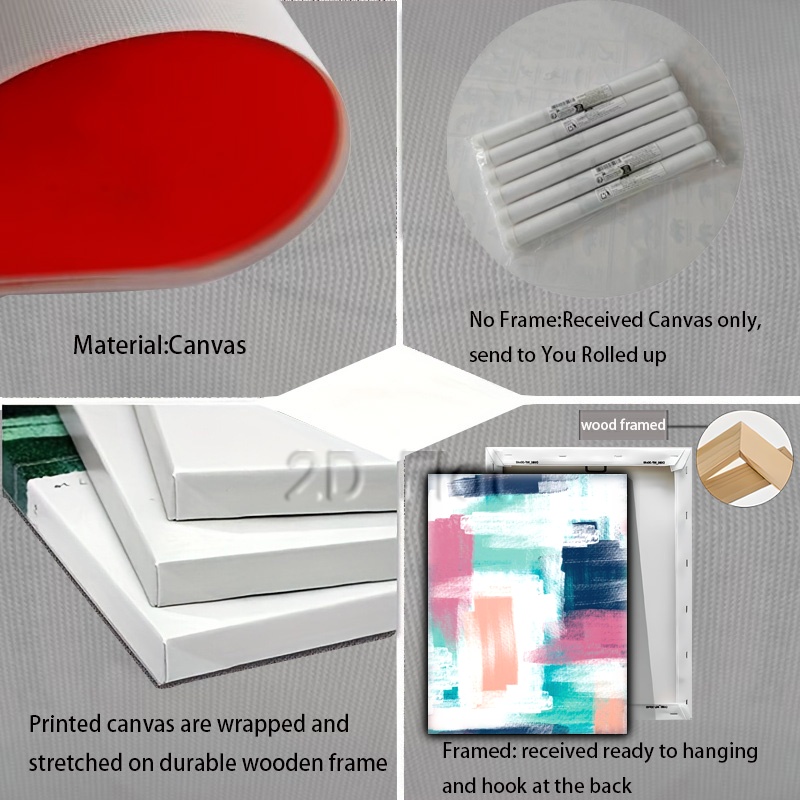 Material:Canvas
No Frame:Received Canvas only,
send to You Rolled up
2.D
wood framed
Printed canvas are wrapped and
stretched on durable wooden frame
Framed: received ready to hanging
and hook at the back